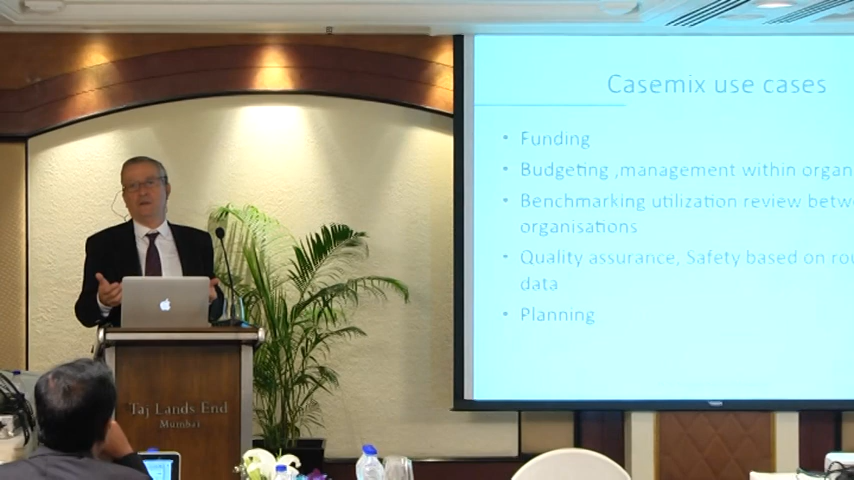 Casemix use cases
• Funding
• Budgeting ,management within organ
• Benchmarking utilization review betwe
organisations
• Quality assurance, Safety based on rou
data
• Planning
Taj Lands End
Mumbai